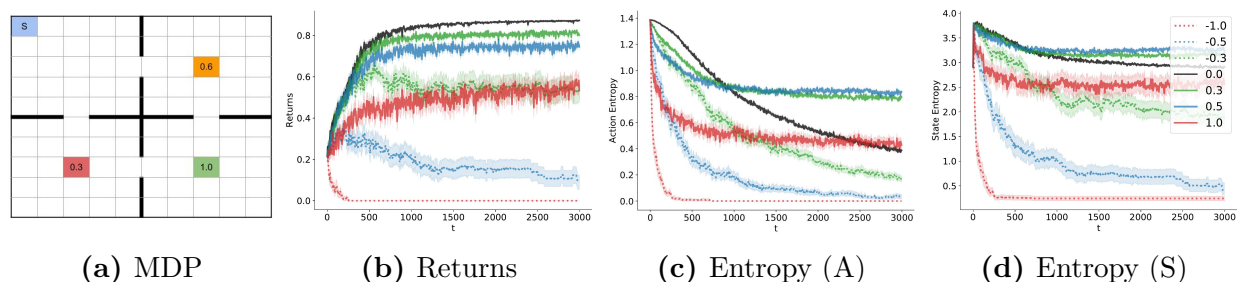 S
0.6
0.3
1.0
Returns
0.8
0.6
0.4
0.2
0.0
0 500 1000 1500 2000 2500 3000
t
Action Entropy
1.4
1.2
1.0
0.8
0.6
0.4
0.2
0.0
0 500 1000 1500 2000 2500 3000
t
State Entropy
4.0
3.5
3.0
2.5
2.0
1.5
1.0
0.5
0 500 1000 1500 2000 2500 3000
t
-1.0
-0.5
-0.3
0.0
0.3
0.5
1.0
(a) MDP
(b) Returns
(c) Entropy (A)
(d) Entropy (S)